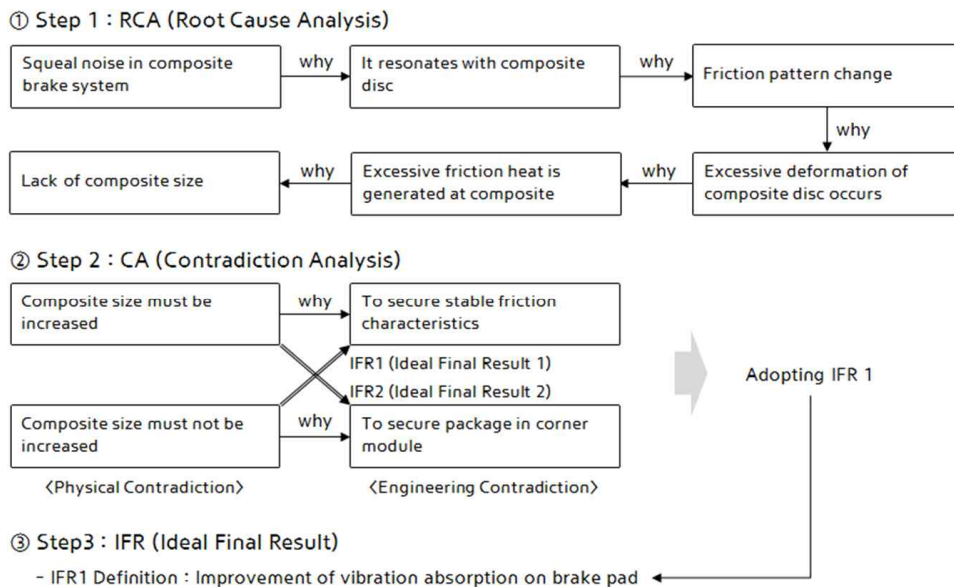 ① Step 1 : RCA (Root Cause Analysis)
Squeal noise in composite
brake system
why
It resonates with composite
disc
why
Friction pattern change
why
Excessive deformation of
composite disc occurs
why
Excessive friction heat is
generated at composite
why
Lack of composite size
② Step 2 : CA (Contradiction Analysis)
Composite size must be
increased
why
To secure stable friction
characteristics
IFR1 (Ideal Final Result 1)
IFR2 (Ideal Final Result 2)
Composite size must not be
increased
why
To secure package in corner
module
〈Physical Contradiction〉
〈Engineering Contradiction〉
Adopting IFR 1
③ Step3 : IFR (Ideal Final Result)
- IFR1 Definition : Improvement of vibration absorption on brake pad